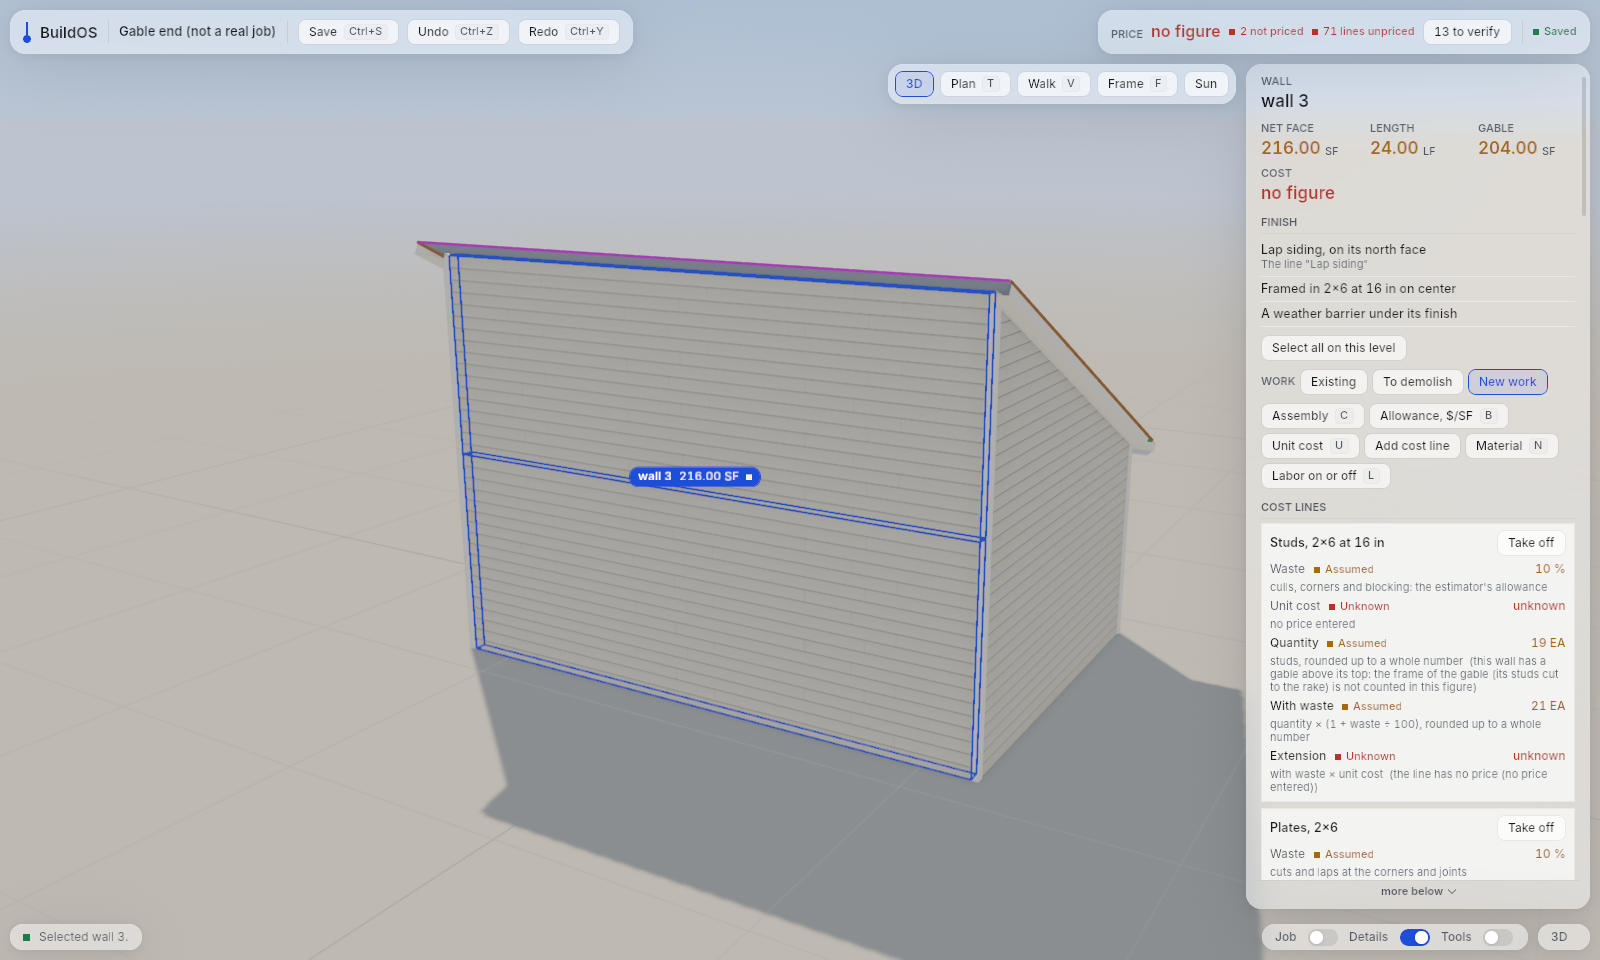 BuildOS
Gable end (not a real job)
Save Ctrl+S
Undo Ctrl+Z
Redo Ctrl+Y
PRICE no figure
2 not priced
71 lines unpriced
13 to verify
Saved
3D
Plan T
Walk V
Frame F
Sun
WALL
wall 3
NET FACE LENGTH GABLE
216.00 SF 24.00 LF 204.00 SF
COST
no figure
FINISH
Lap siding, on its north face
The line "Lap siding"
Framed in 2×6 at 16 in on center
A weather barrier under its finish
Select all on this level
WORK Existing To demolish New work
Assembly C Allowance, $/SF B
Unit cost U Add cost line Material N
Labor on or off L
COST LINES
Studs, 2×6 at 16 in Take off
Waste Assumed 10 %
culls, corners and blocking: the estimator's allowance
Unit cost Unknown unknown
no price entered
Quantity Assumed 19 EA
studs, rounded up to a whole number (this wall has a
gable above its top: the frame of the gable (its studs cut
to the rake) is not counted in this figure)
With waste Assumed 21 EA
quantity × (1 + waste ÷ 100), rounded up to a whole
number
Extension Unknown unknown
with waste × unit cost (the line has no price (no price
entered))
Plates, 2×6 Take off
Waste Assumed 10 %
cuts and laps at the corners and joints
more below
wall 3 216.00 SF
Selected wall 3.
Job Details Tools 3D